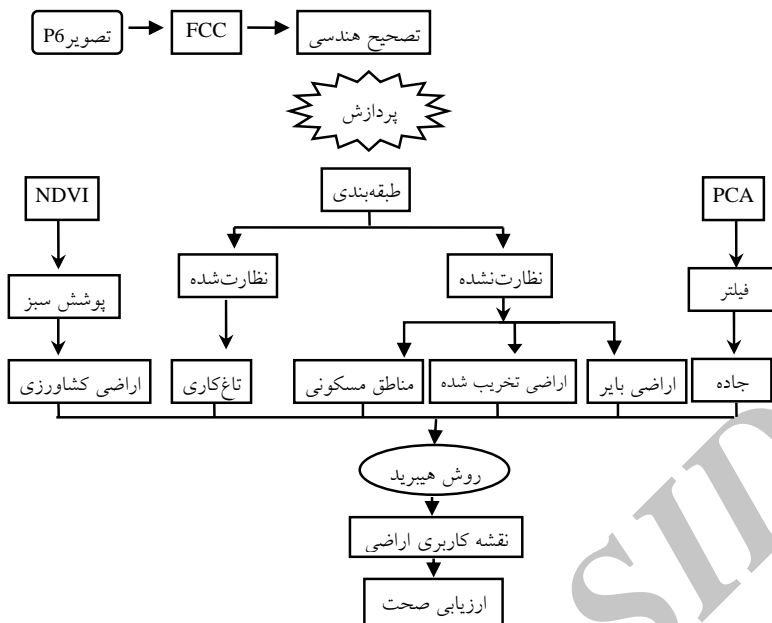 تصویر P6
FCC
تصحیح هندسی
پردازش
NDVI
طبقه‌بندی
PCA
پوشش سبز
نظارت‌شده
نظارت‌نشده
فیلتر
اراضی کشاورزی
تاغ‌کاری
مناطق مسکونی
اراضی تخریب شده
اراضی بایر
جاده
روش هیبرید
نقشه کاربری اراضی
ارزیابی صحت
SID